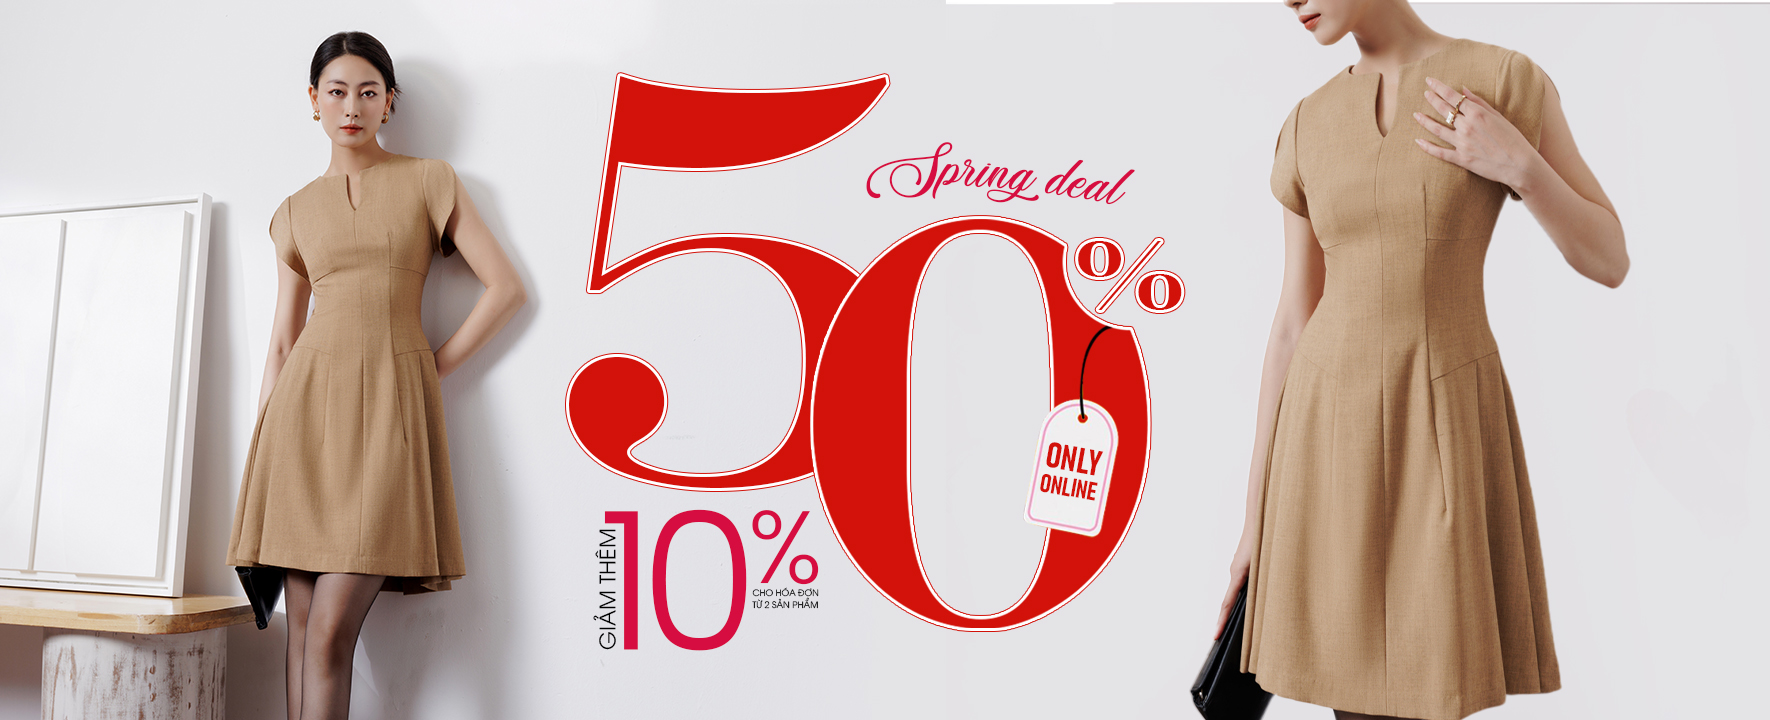 Spring deal
50%
ONLY
ONLINE
GIẢM THÊM
10%
CHO HÓA ĐƠN
TỪ 2 SẢN PHẨM